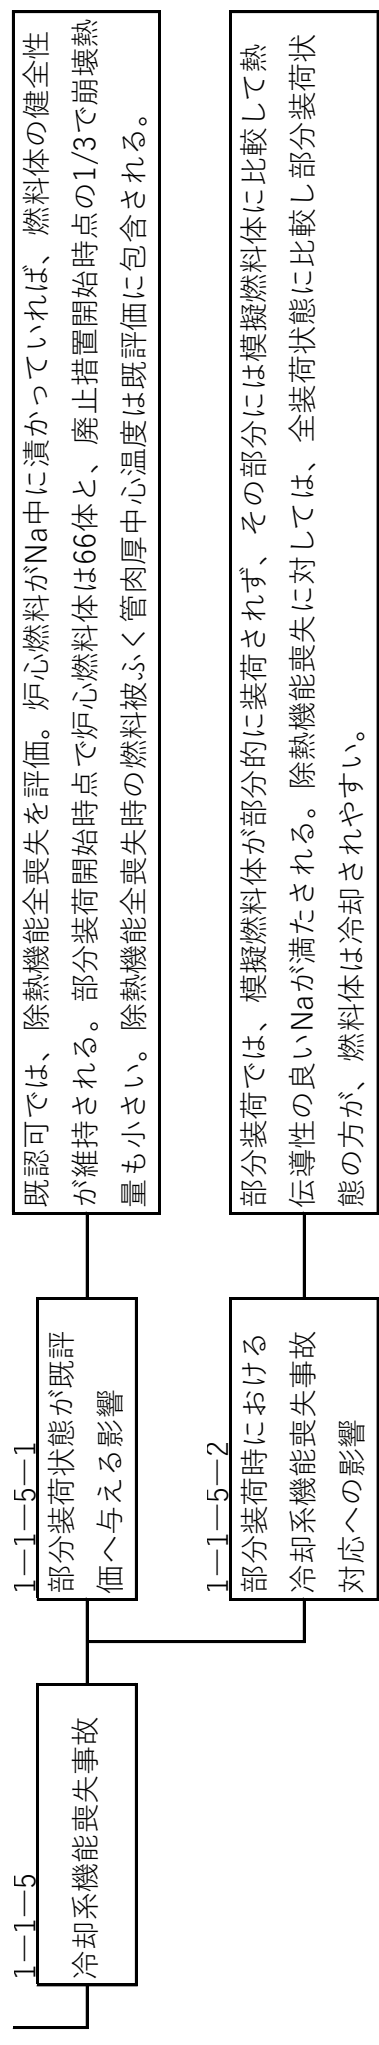 1－1－5
冷却系機能喪失事故
1－1－5－1
部分装荷状態が既評
価へ与える影響
既認可では、除熱機能全喪失を評価。炉心燃料がNa中に漬かっていれば、燃料体の健全性
が維持される。部分装荷開始時点で炉心燃料体は66体と、廃止措置開始時点の1/3で崩壊熱
量も小さい。除熱機能全喪失時の燃料被ふく管肉厚中心温度は既評価に包含される。
1－1－5－2
部分装荷時における
冷却系機能喪失事故
対応への影響
部分装荷では、模擬燃料体が部分的に装荷されず、その部分には模擬燃料体に比較して熱
伝導性の良いNaが満たされる。除熱機能喪失に対しては、全装荷状態に比較し部分装荷状
態の方が、燃料体は冷却されやすい。